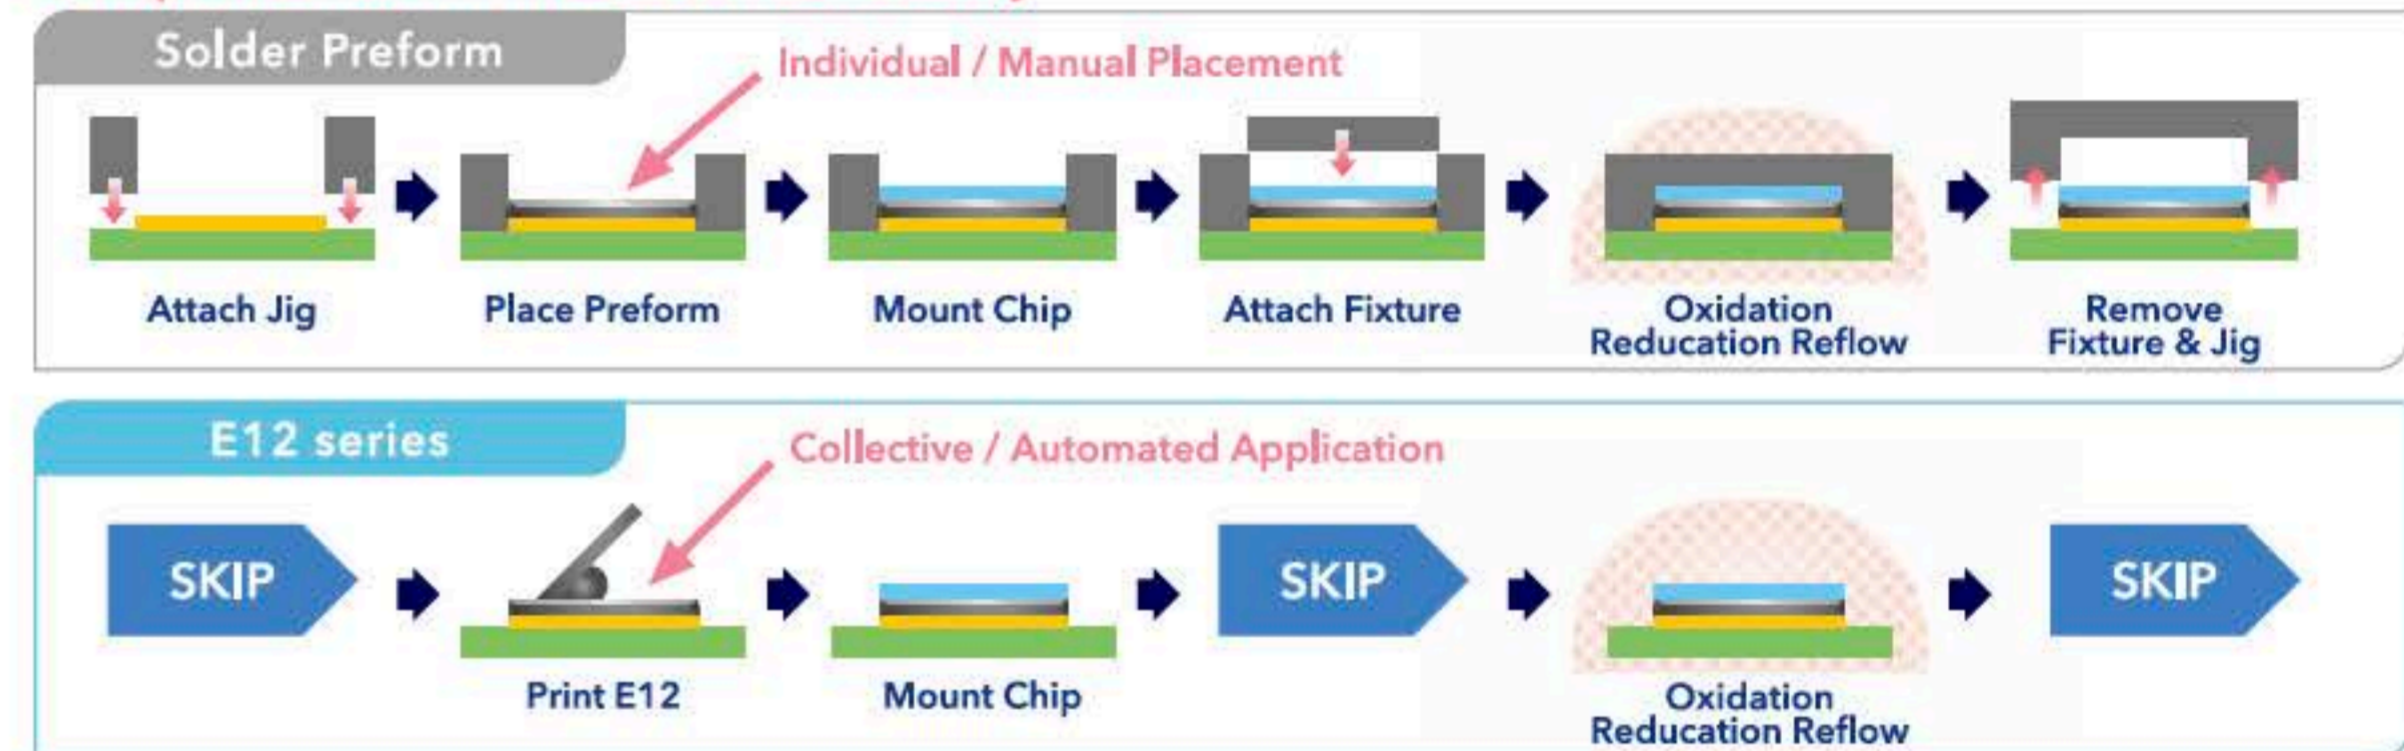 Solder Preform
Individual / Manual Placement
Attach Jig
Place Preform
Mount Chip
Attach Fixture
Oxidation
Reducation Reflow
Remove
Fixture & Jig
E12 series
Collective / Automated Application
SKIP
SKIP
SKIP
Print E12
Mount Chip
Oxidation
Reducation Reflow